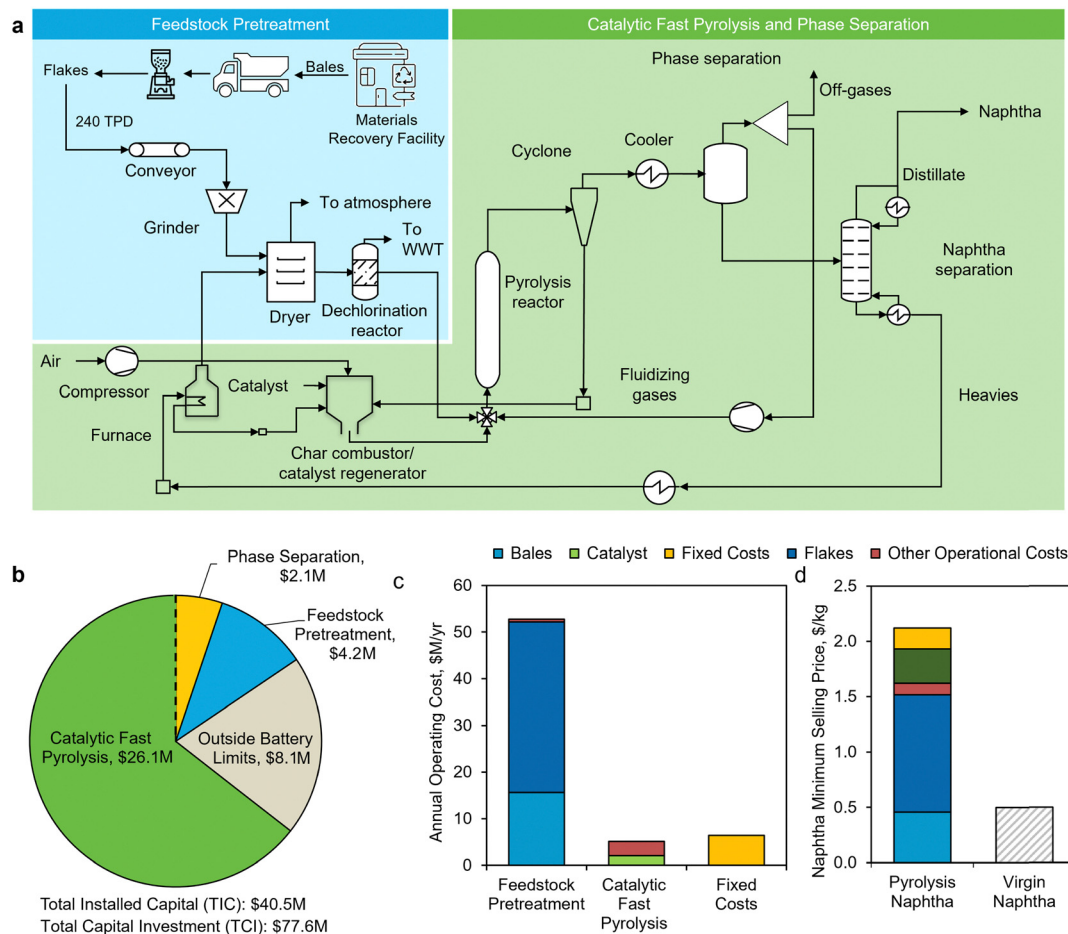 a
Feedstock Pretreatment
Catalytic Fast Pyrolysis and Phase Separation
Flakes
Bales
Materials
Recovery Facility
240 TPD
Conveyor
Grinder
To atmosphere
To
WWT
Dryer
Dechlorination
reactor
Phase separation
Off-gases
Naphtha
Cyclone
Cooler
Distillate
Naphtha
separation
Pyrolysis
reactor
Air
Compressor
Catalyst
Fluidizing
gases
Heavies
Furnace
Char combustor/
catalyst regenerator
b
Phase Separation,
$2.1M
Feedstock
Pretreatment,
$4.2M
Catalytic Fast
Pyrolysis, $26.1M
Outside Battery
Limits, $8.1M
Total Installed Capital (TIC): $40.5M
Total Capital Investment (TCI): $77.6M
Bales
Catalyst
Fixed Costs
Flakes
Other Operational Costs
c
Annual Operating Cost, $M/yr
60
50
40
30
20
10
0
Feedstock
Pretreatment
Catalytic
Fast
Pyrolysis
Fixed
Costs
d
Naphtha Minimum Selling Price, $/kg
2.5
2.0
1.5
1.0
0.5
0.0
Pyrolysis
Naphtha
Virgin
Naphtha